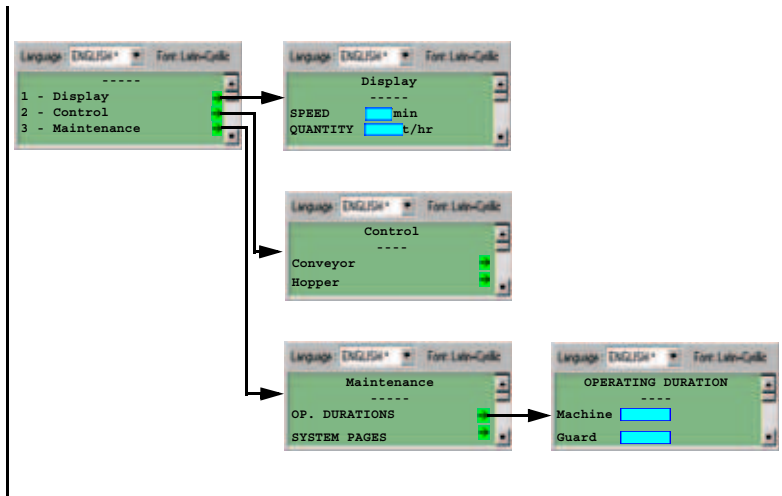 Language: ENGLISH* Font: Latin-Cyrillic
-----
1 - Display
2 - Control
3 - Maintenance
Language: ENGLISH* Font: Latin-Cyrillic
Display
-----
SPEED min
QUANTITY t/hr
Language: ENGLISH* Font: Latin-Cyrillic
Control
----
Conveyor
Hopper
Language: ENGLISH* Font: Latin-Cyrillic
Maintenance
-----
OP. DURATIONS
SYSTEM PAGES
Language: ENGLISH* Font: Latin-Cyrillic
OPERATING DURATION
----
Machine
Guard